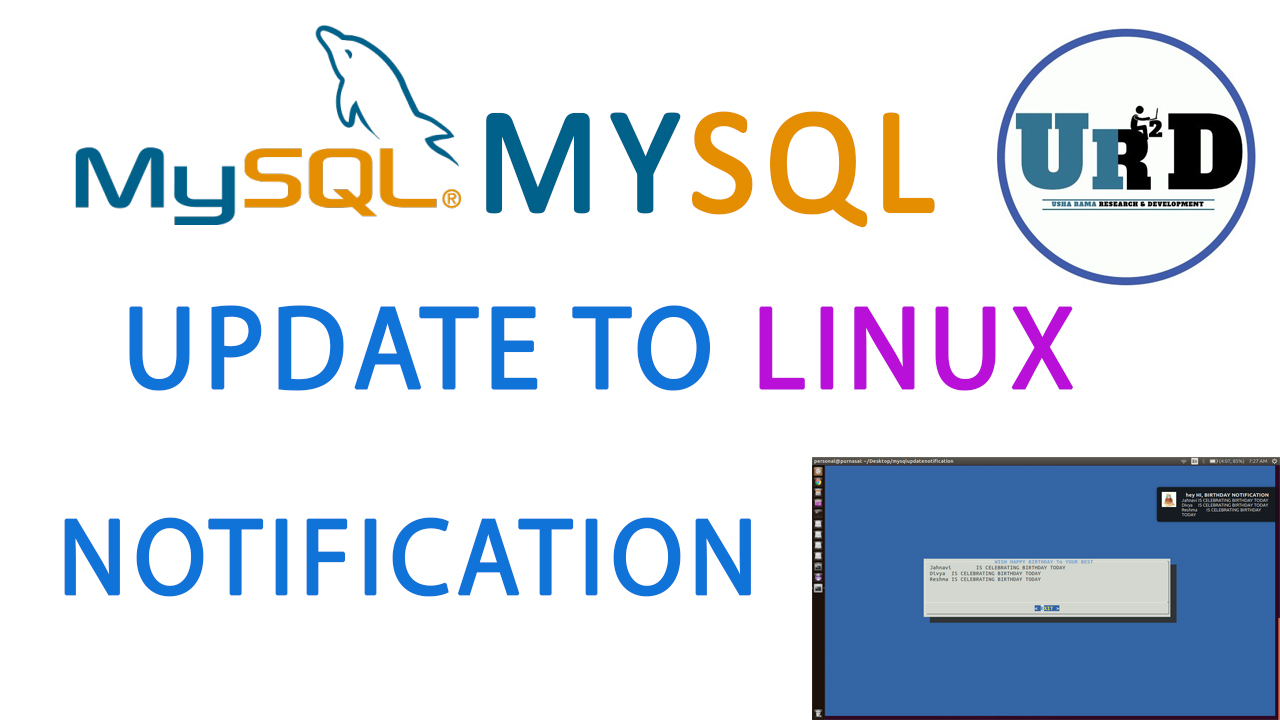 MySQL®
MYSQL
UR²D
USHA RAMA RESEARCH & DEVELOPMENT
UPDATE TO LINUX
NOTIFICATION
personal@purnasai ~/Desktop/mysqlupdatenotification
(4:07, 85%) 7:27 AM
hey HI, BIRTHDAY NOTIFICATION
Jahnavi IS CELEBRATING BIRTHDAY TODAY
Divya IS CELEBRATING BIRTHDAY TODAY
Reshma IS CELEBRATING BIRTHDAY
TODAY
WISH HAPPY BIRTHDAY to YOUR BEST
Jahnavi IS CELEBRATING BIRTHDAY TODAY
Divya IS CELEBRATING BIRTHDAY TODAY
Reshma IS CELEBRATING BIRTHDAY TODAY